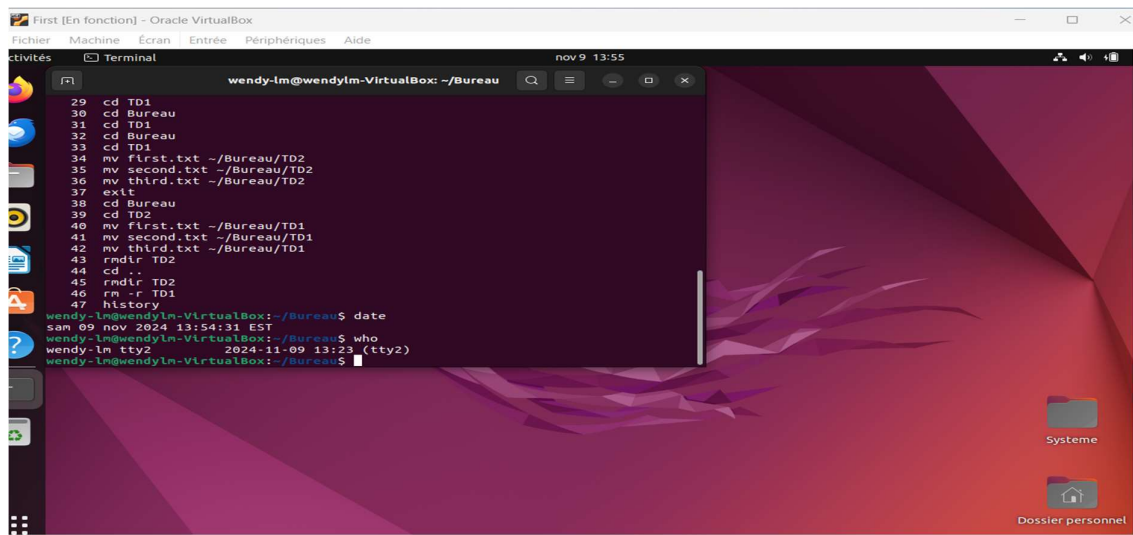 First [En fonction] - Oracle VirtualBox
Fichier Machine Écran Entrée Périphériques Aide
ctivités Terminal nov 9 13:55
wendy-lm@wendylm-VirtualBox: ~/Bureau
29 cd TD1
30 cd Bureau
31 cd TD1
32 cd Bureau
33 cd TD1
34 mv first.txt ~/Bureau/TD2
35 mv second.txt ~/Bureau/TD2
36 mv third.txt ~/Bureau/TD2
37 exit
38 cd Bureau
39 cd TD2
40 mv first.txt ~/Bureau/TD1
41 mv second.txt ~/Bureau/TD1
42 mv third.txt ~/Bureau/TD1
43 rmdir TD2
44 cd ..
45 rmdir TD2
46 rm -r TD1
47 history
wendy-lm@wendylm-VirtualBox:~/Bureau$ date
sam 09 nov 2024 13:54:31 EST
wendy-lm@wendylm-VirtualBox:~/Bureau$ who
wendy-lm tty2 2024-11-09 13:23 (tty2)
wendy-lm@wendylm-VirtualBox:~/Bureau$
Systeme
Dossier personnel